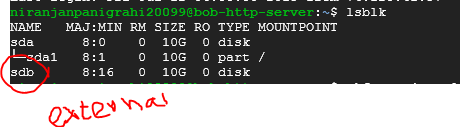 niranjanpanigrahi20099@bob-http-server:~$ lsblk
NAME MAJ:MIN RM SIZE RO TYPE MOUNTPOINT
sda 8:0 0 10G 0 disk
└─sda1 8:1 0 10G 0 part /
sdb 8:16 0 10G 0 disk
external